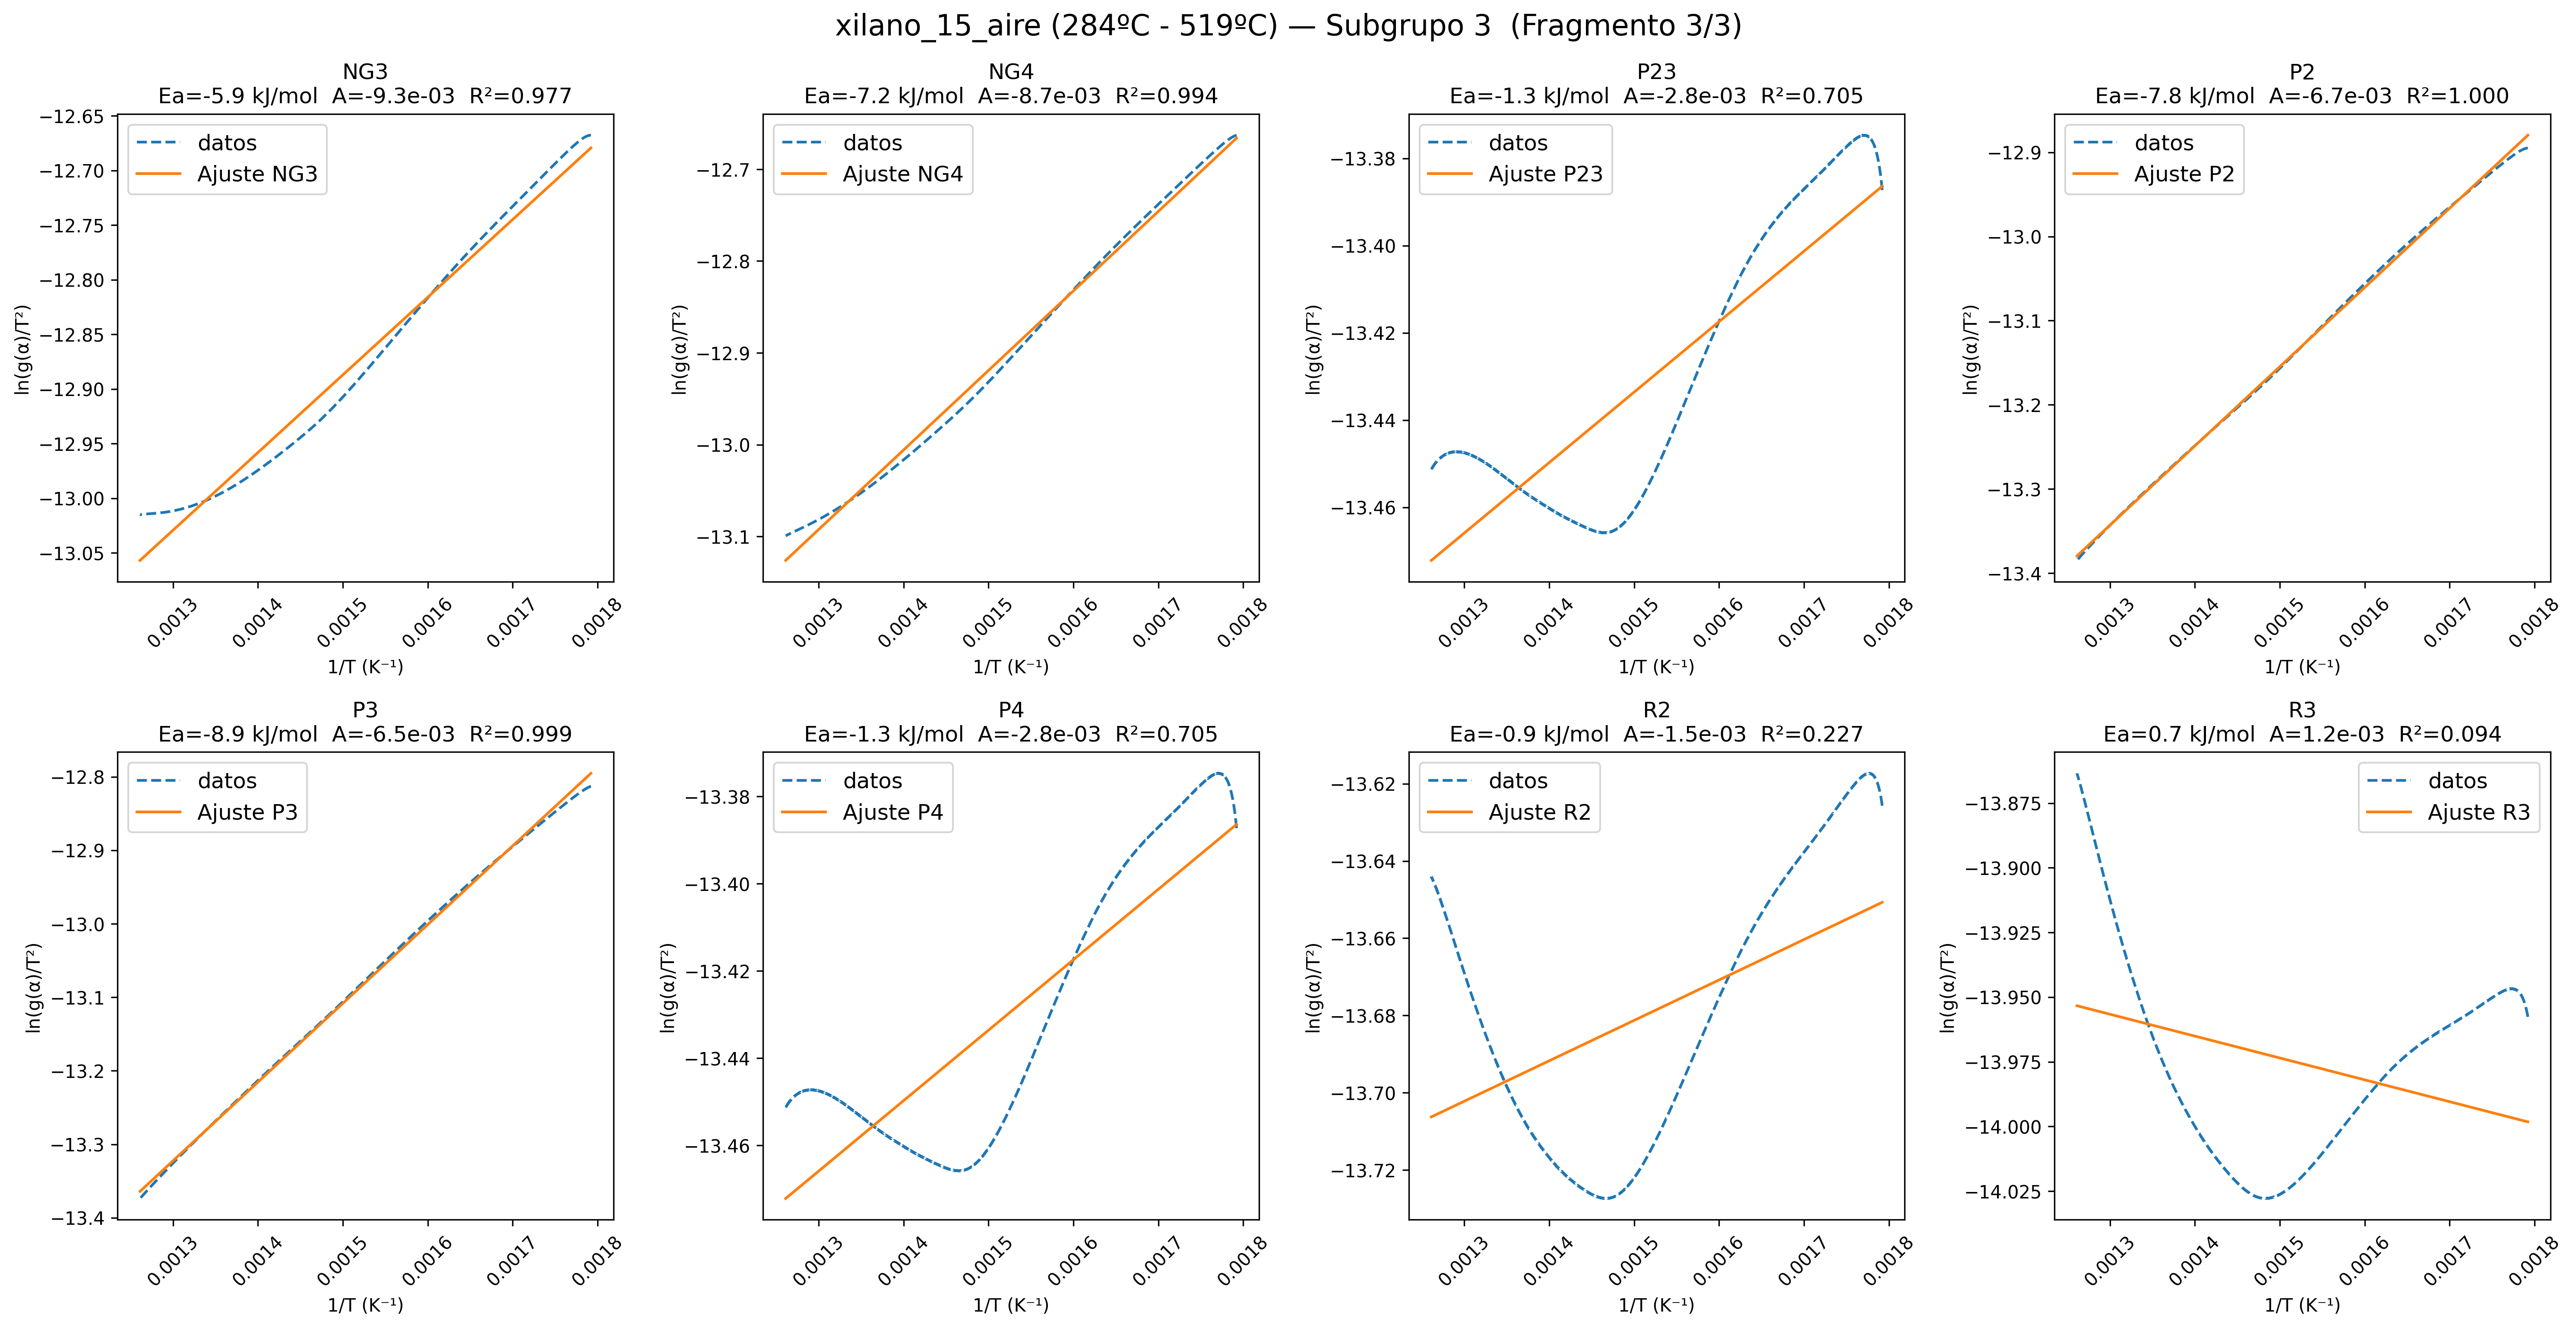 xilano_15_aire (284ºC - 519ºC) — Subgrupo 3  (Fragmento 3/3)
NG3
Ea=-5.9 kJ/mol  A=-9.3e-03  R²=0.977
datos
Ajuste NG3
ln(g(α)/T²)
−12.65
−12.70
−12.75
−12.80
−12.85
−12.90
−12.95
−13.00
−13.05
0.0013
0.0014
0.0015
0.0016
0.0017
0.0018
1/T (K⁻¹)
NG4
Ea=-7.2 kJ/mol  A=-8.7e-03  R²=0.994
datos
Ajuste NG4
ln(g(α)/T²)
−12.7
−12.8
−12.9
−13.0
−13.1
0.0013
0.0014
0.0015
0.0016
0.0017
0.0018
1/T (K⁻¹)
P23
Ea=-1.3 kJ/mol  A=-2.8e-03  R²=0.705
datos
Ajuste P23
ln(g(α)/T²)
−13.38
−13.40
−13.42
−13.44
−13.46
0.0013
0.0014
0.0015
0.0016
0.0017
0.0018
1/T (K⁻¹)
P2
Ea=-7.8 kJ/mol  A=-6.7e-03  R²=1.000
datos
Ajuste P2
ln(g(α)/T²)
−12.9
−13.0
−13.1
−13.2
−13.3
−13.4
0.0013
0.0014
0.0015
0.0016
0.0017
0.0018
1/T (K⁻¹)
P3
Ea=-8.9 kJ/mol  A=-6.5e-03  R²=0.999
datos
Ajuste P3
ln(g(α)/T²)
−12.8
−12.9
−13.0
−13.1
−13.2
−13.3
−13.4
0.0013
0.0014
0.0015
0.0016
0.0017
0.0018
1/T (K⁻¹)
P4
Ea=-1.3 kJ/mol  A=-2.8e-03  R²=0.705
datos
Ajuste P4
ln(g(α)/T²)
−13.38
−13.40
−13.42
−13.44
−13.46
0.0013
0.0014
0.0015
0.0016
0.0017
0.0018
1/T (K⁻¹)
R2
Ea=-0.9 kJ/mol  A=-1.5e-03  R²=0.227
datos
Ajuste R2
ln(g(α)/T²)
−13.62
−13.64
−13.66
−13.68
−13.70
−13.72
0.0013
0.0014
0.0015
0.0016
0.0017
0.0018
1/T (K⁻¹)
R3
Ea=0.7 kJ/mol  A=1.2e-03  R²=0.094
datos
Ajuste R3
ln(g(α)/T²)
−13.875
−13.900
−13.925
−13.950
−13.975
−14.000
−14.025
0.0013
0.0014
0.0015
0.0016
0.0017
0.0018
1/T (K⁻¹)